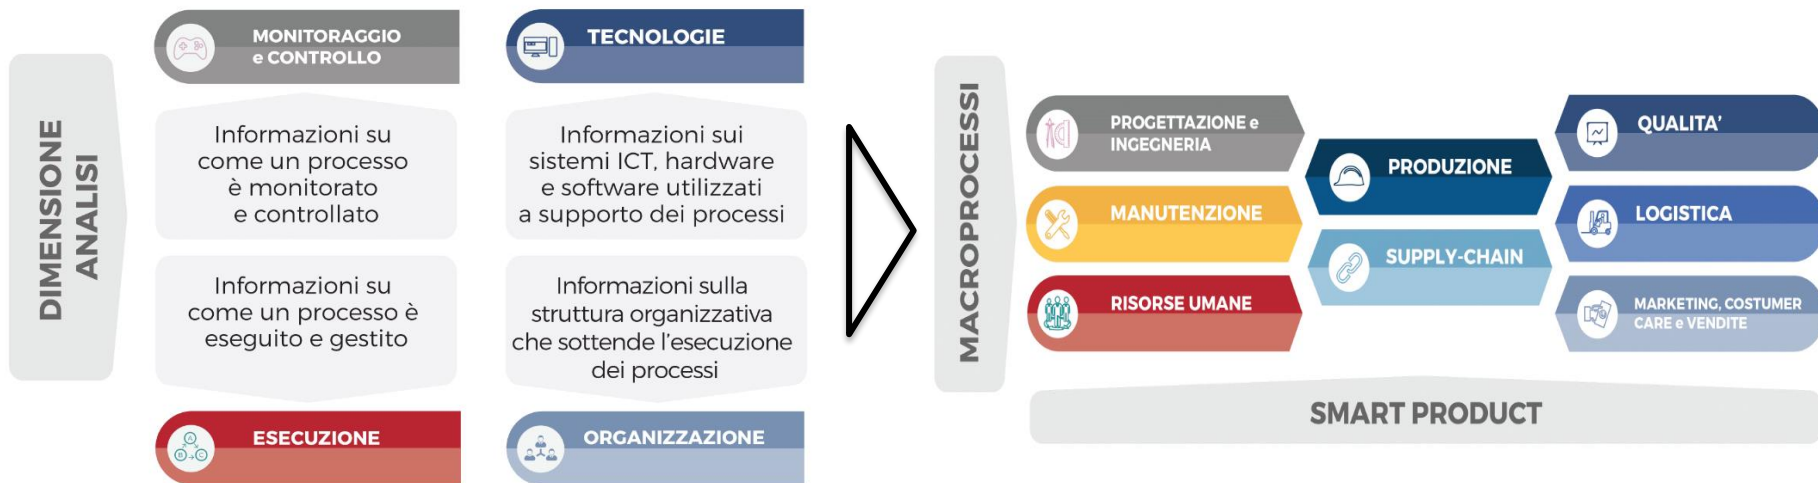 DIMENSIONE
ANALISI
MONITORAGGIO
e CONTROLLO
Informazioni su
come un processo
è monitorato
e controllato
Informazioni su
come un processo è
eseguito e gestito
ESECUZIONE
A
B
C
TECNOLOGIE
Informazioni sui
sistemi ICT, hardware
e software utilizzati
a supporto dei processi
Informazioni sulla
struttura organizzativa
che sottende l'esecuzione
dei processi
ORGANIZZAZIONE
MACROPROCESSI
PROGETTAZIONE e
INGEGNERIA
MANUTENZIONE
RISORSE UMANE
PRODUZIONE
SUPPLY-CHAIN
QUALITA'
LOGISTICA
MARKETING, COSTUMER
CARE e VENDITE
SMART PRODUCT